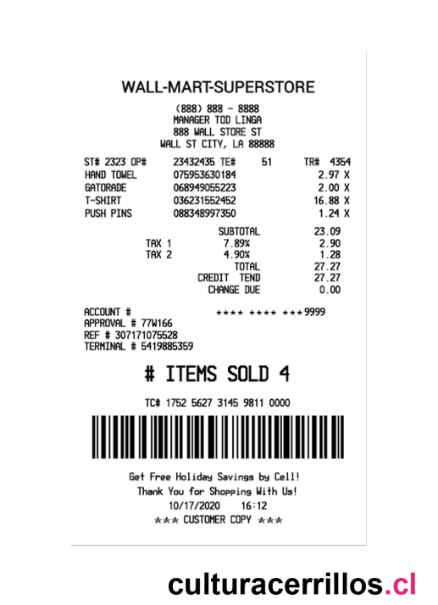 WALL-MART-SUPERSTORE
(888) 888 - 8888
MANAGER TOD LINGA
888 WALL STORE ST
WALL ST CITY, LA 88888
ST# 2323 OP# 23432435 TE# 51 TR# 4354
HAND TOWEL 075953630184 2.97 X
GATORADE 068949055223 2.00 X
T-SHIRT 036231552452 16.88 X
PUSH PINS 088348997350 1.24 X
SUBTOTAL 23.09
TAX 1 7.89% 2.90
TAX 2 4.90% 1.28
TOTAL 27.27
CREDIT TEND 27.27
CHANGE DUE 0.00
ACCOUNT # **** **** ***9999
APPROVAL # 77W166
REF # 307171075528
TERMINAL # 5419885359
# ITEMS SOLD 4
TC# 1752 5627 3145 9811 0000
Get Free Holiday Savings by Cell!
Thank You for Shopping With Us!
10/17/2020 16:12
*** CUSTOMER COPY ***
culturacerrillos.cl